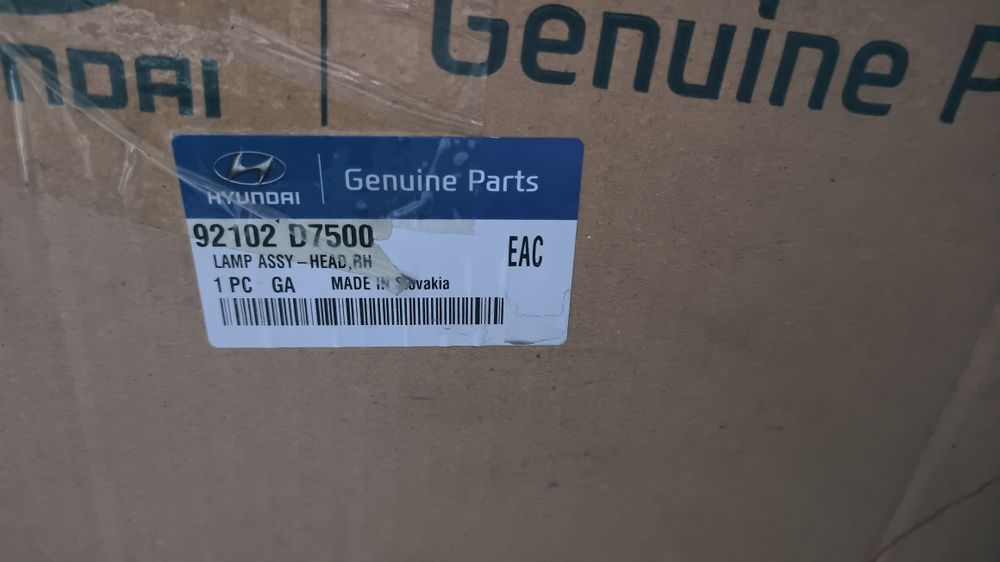 NDAI
Genuine P
HYUNDAI
Genuine Parts
92102 D7500
EAC
LAMP ASSY-HEAD,RH
1 PC GA MADE IN Slovakia